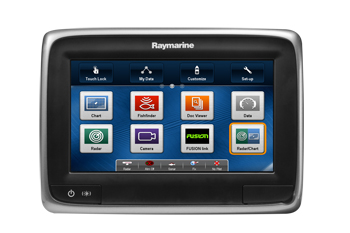 Raymarine
Touch Lock My Data Customize Set-up
Chart Fishfinder Doc Viewer Data
FUSION
Radar Camera FUSION-link Radar/Chart